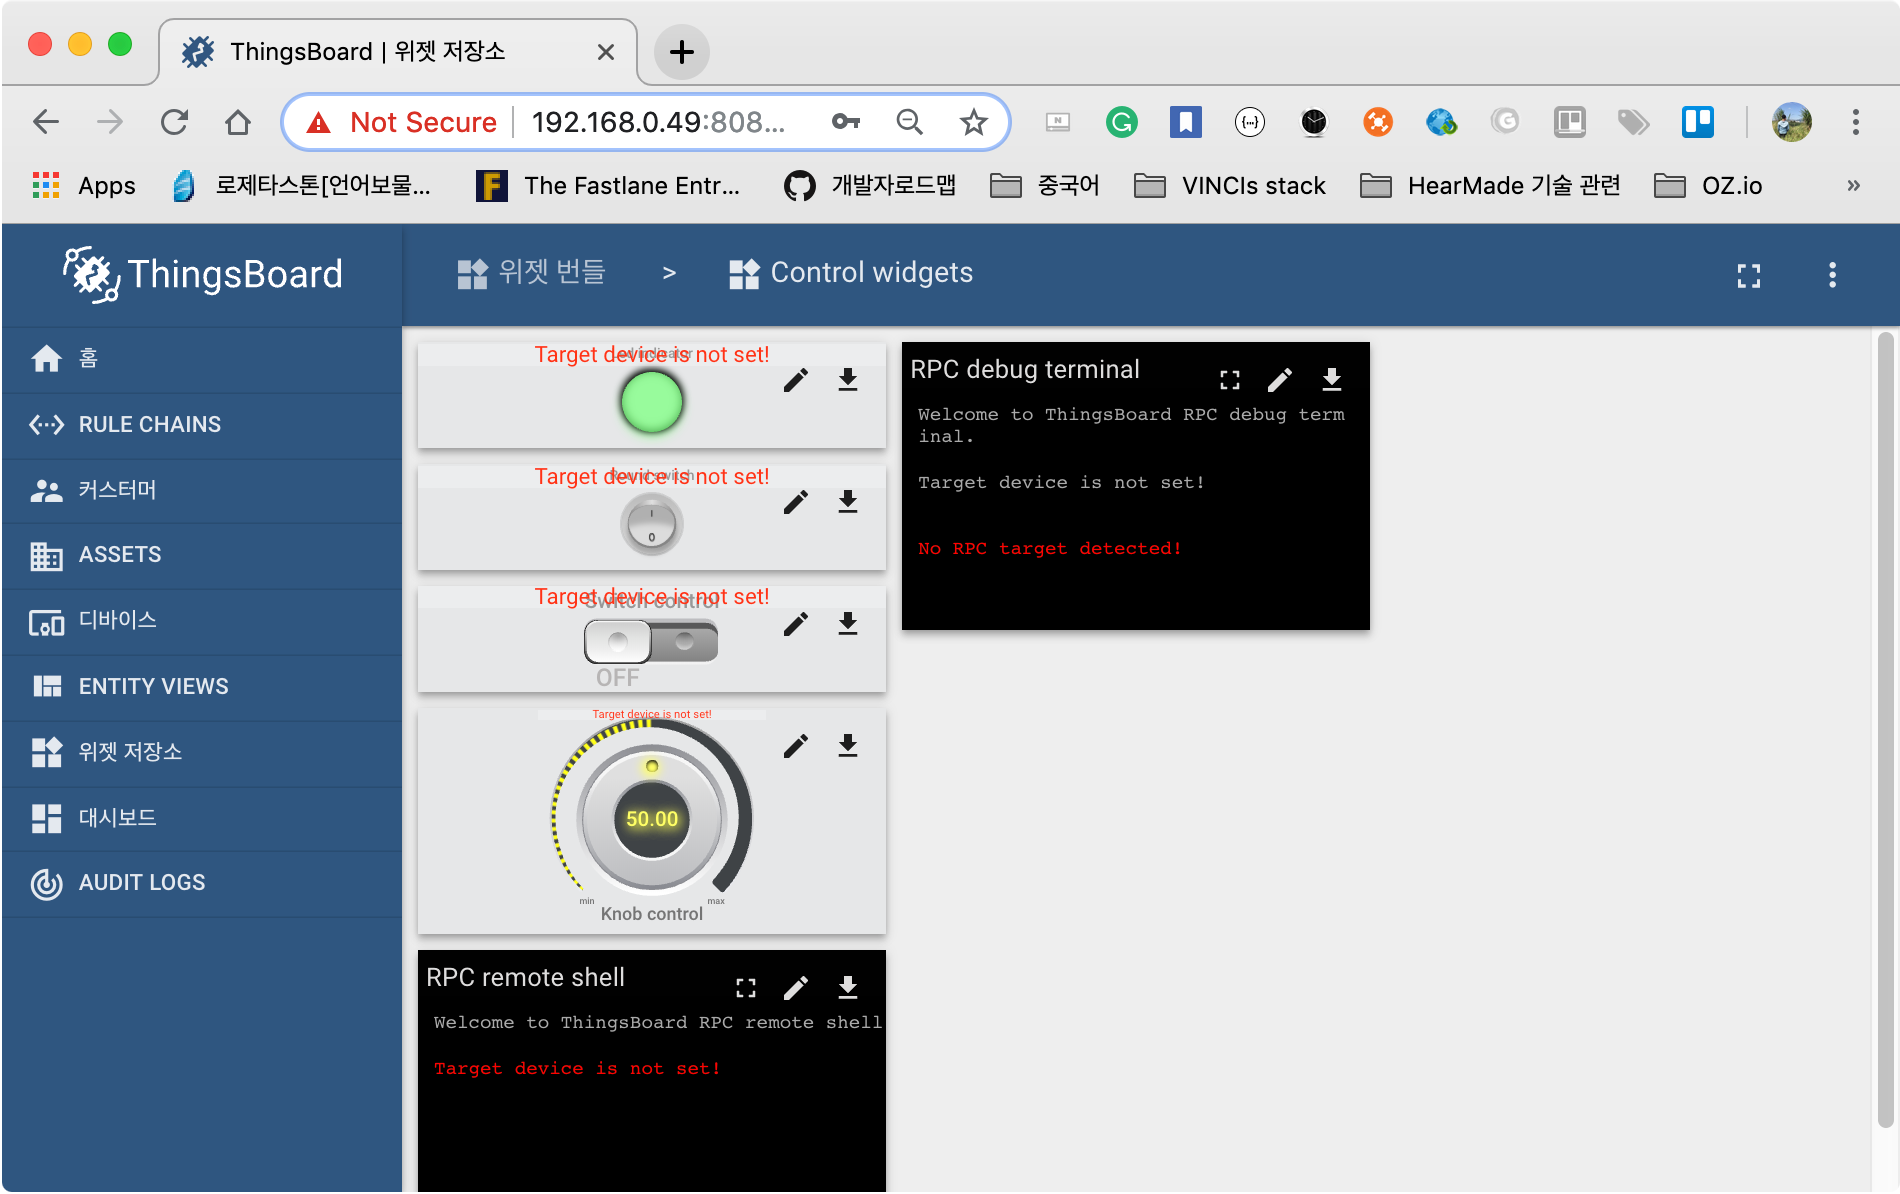 ThingsBoard | 위젯 저장소
Not Secure
192.168.0.49:808...
Apps
로제타스톤[언어보물...
The Fastlane Entr...
개발자로드맵
중국어
VINCIs stack
HearMade 기술 관련
OZ.io
»
ThingsBoard
위젯 번들 > Control widgets
홈
RULE CHAINS
커스터머
ASSETS
디바이스
ENTITY VIEWS
위젯 저장소
대시보드
AUDIT LOGS
Target device is not set!
Target device is not set!
Round switch
I
0
Target device is not set!
Switch control
OFF
Target device is not set!
50.00
min
max
Knob control
RPC remote shell
Welcome to ThingsBoard RPC remote shell
Target device is not set!
RPC debug terminal
Welcome to ThingsBoard RPC debug term
inal.
Target device is not set!
No RPC target detected!